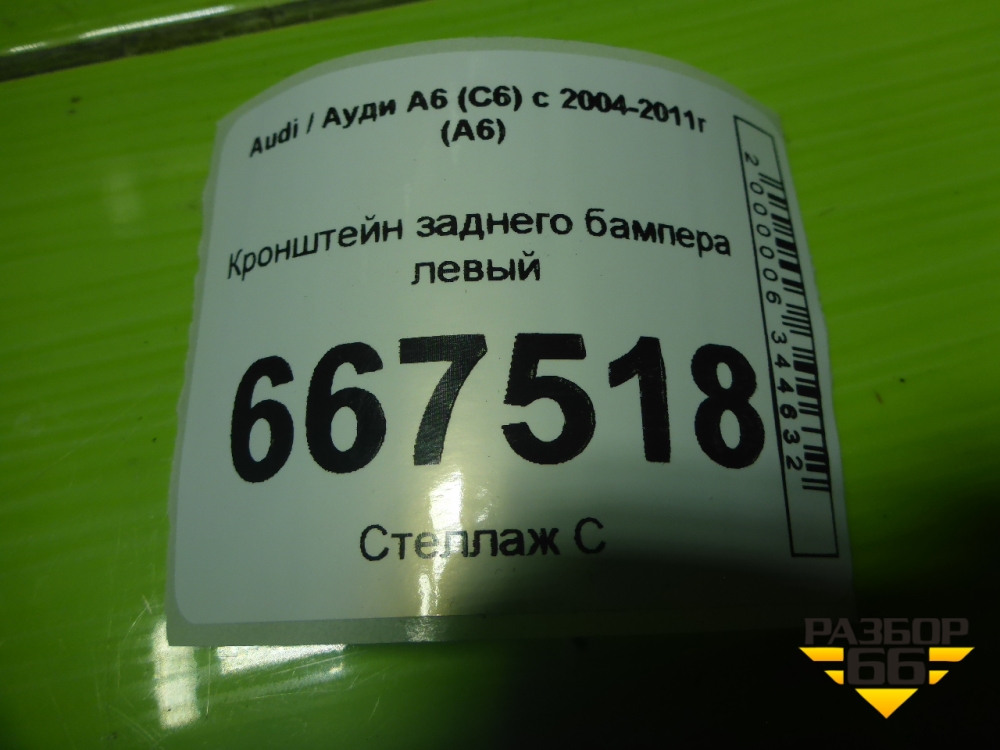 Audi / Ауди А6 (С6) с 2004-2011г
(А6)
Кронштейн заднего бампера
левый
667518
Стеллаж С
2000006344632
РАЗБОР
66